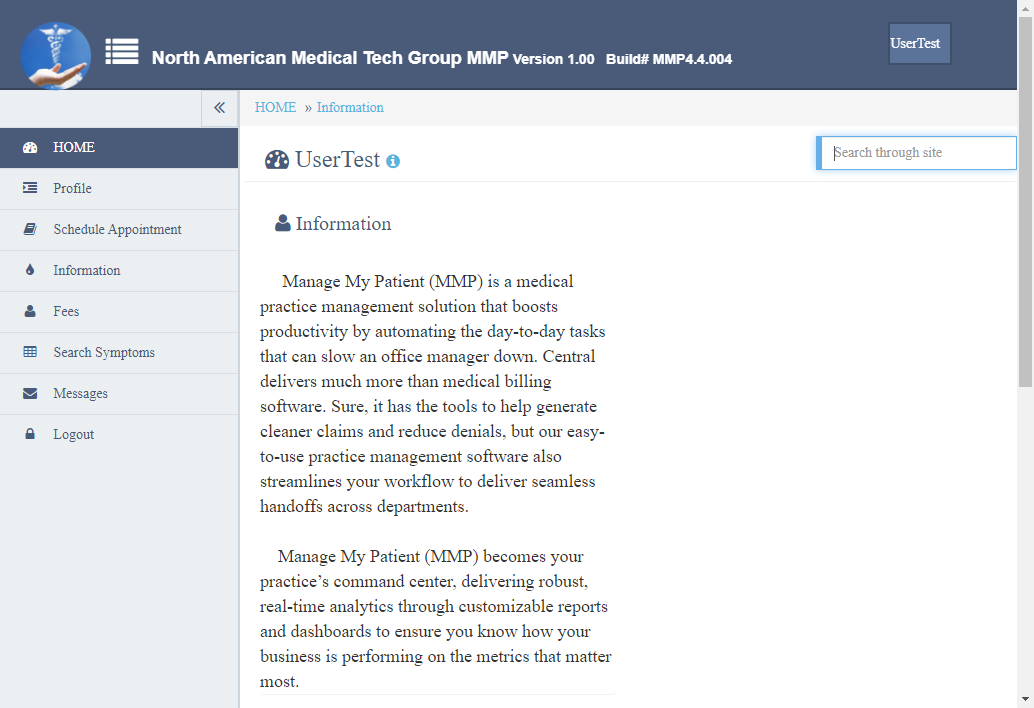 North American Medical Tech Group MMP Version 1.00 Build# MMP4.4.004
UserTest
«
HOME » Information
HOME
Profile
Schedule Appointment
Information
Fees
Search Symptoms
Messages
Logout
UserTest
Search through site
Information
Manage My Patient (MMP) is a medical
practice management solution that boosts
productivity by automating the day-to-day tasks
that can slow an office manager down. Central
delivers much more than medical billing
software. Sure, it has the tools to help generate
cleaner claims and reduce denials, but our easy-
to-use practice management software also
streamlines your workflow to deliver seamless
handoffs across departments.
Manage My Patient (MMP) becomes your
practice’s command center, delivering robust,
real-time analytics through customizable reports
and dashboards to ensure you know how your
business is performing on the metrics that matter
most.